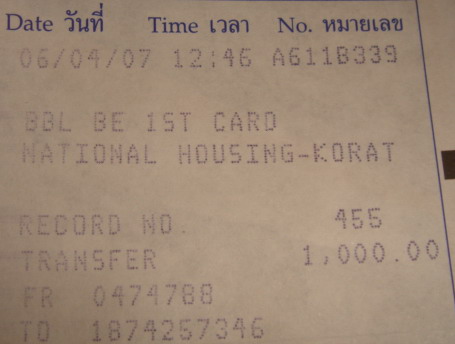 Date วันที่ Time เวลา No. หมายเลข
06/04/07 12:46 A611B339
BBL BE 1ST CARD
NATIONAL HOUSING-KORAT
RECORD NO. 455
TRANSFER 1,000.00
FR 0474788
TO 1874257346